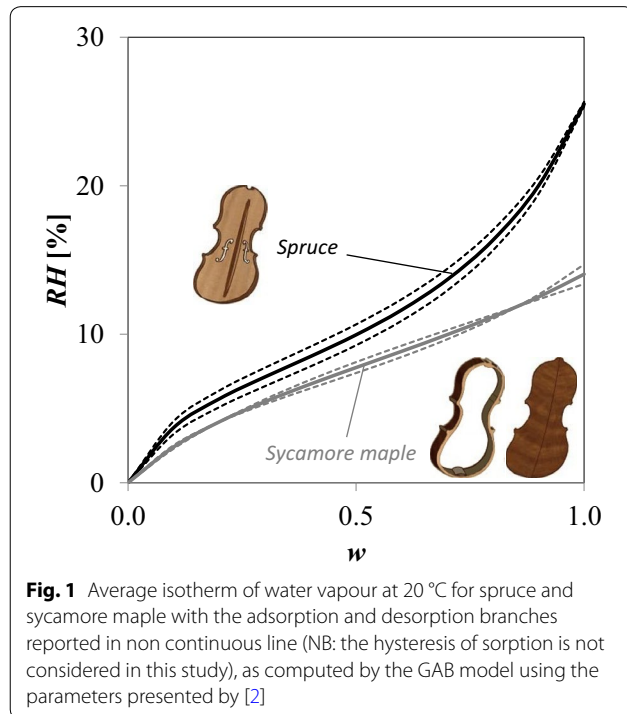 30
20
10
0
RH [%]
Spruce
Sycamore maple
0.0 0.5 1.0
w
Fig. 1 Average isotherm of water vapour at 20 °C for spruce and
sycamore maple with the adsorption and desorption branches
reported in non continuous line (NB: the hysteresis of sorption is not
considered in this study), as computed by the GAB model using the
parameters presented by [2]